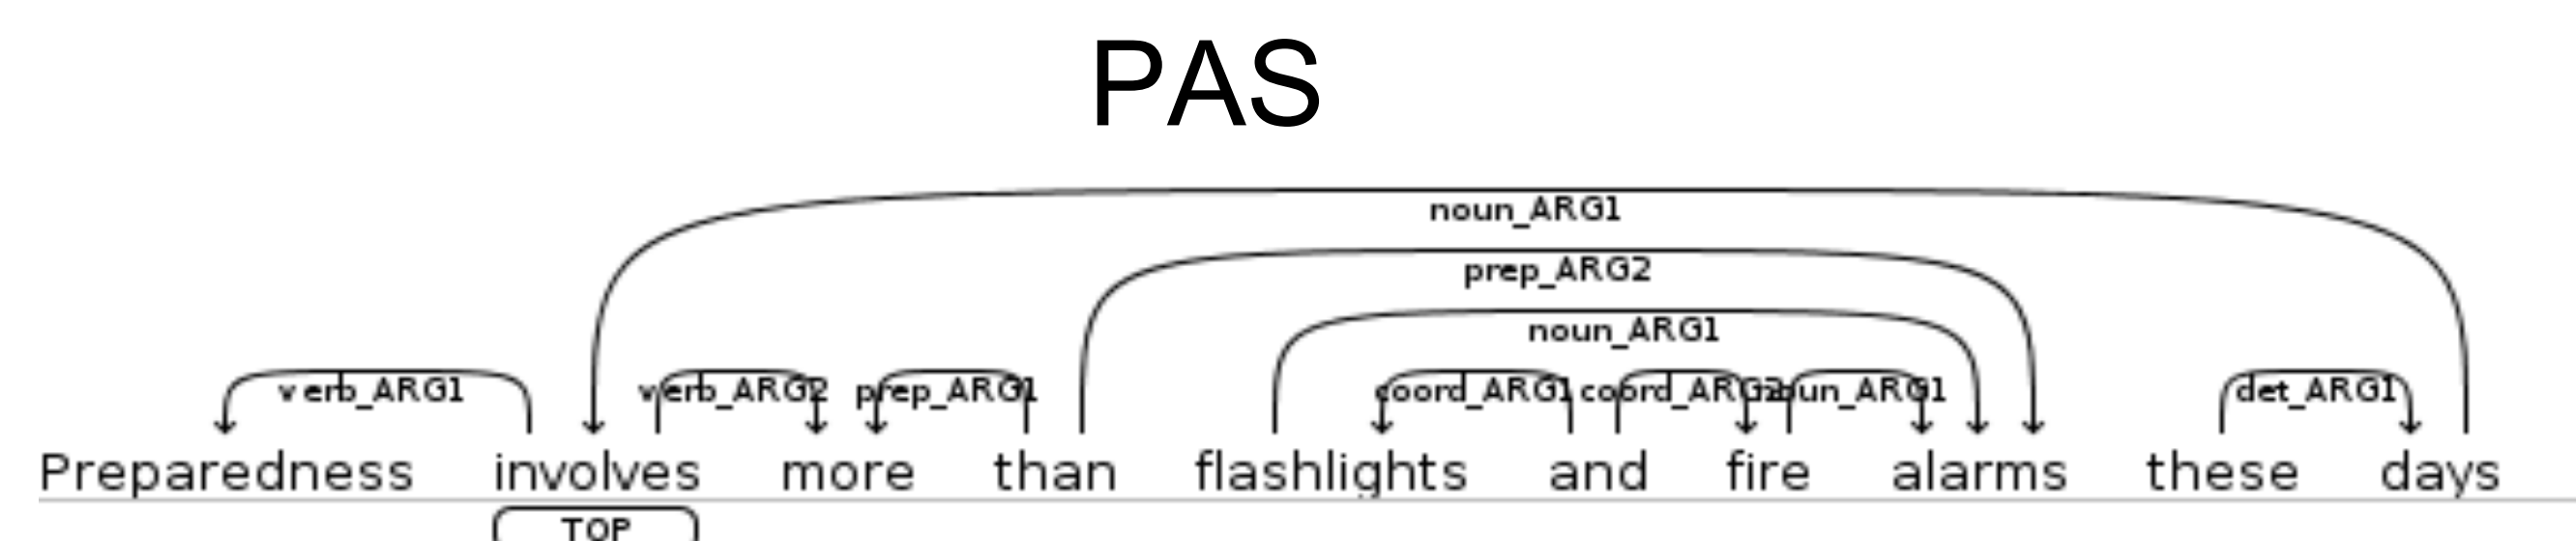 PAS
noun_ARG1
prep_ARG2
noun_ARG1
verb_ARG1 verb_ARG2 prep_ARG1 coord_ARG1 coord_ARG2 noun_ARG1 det_ARG1
Preparedness involves more than flashlights and fire alarms these days
TOP